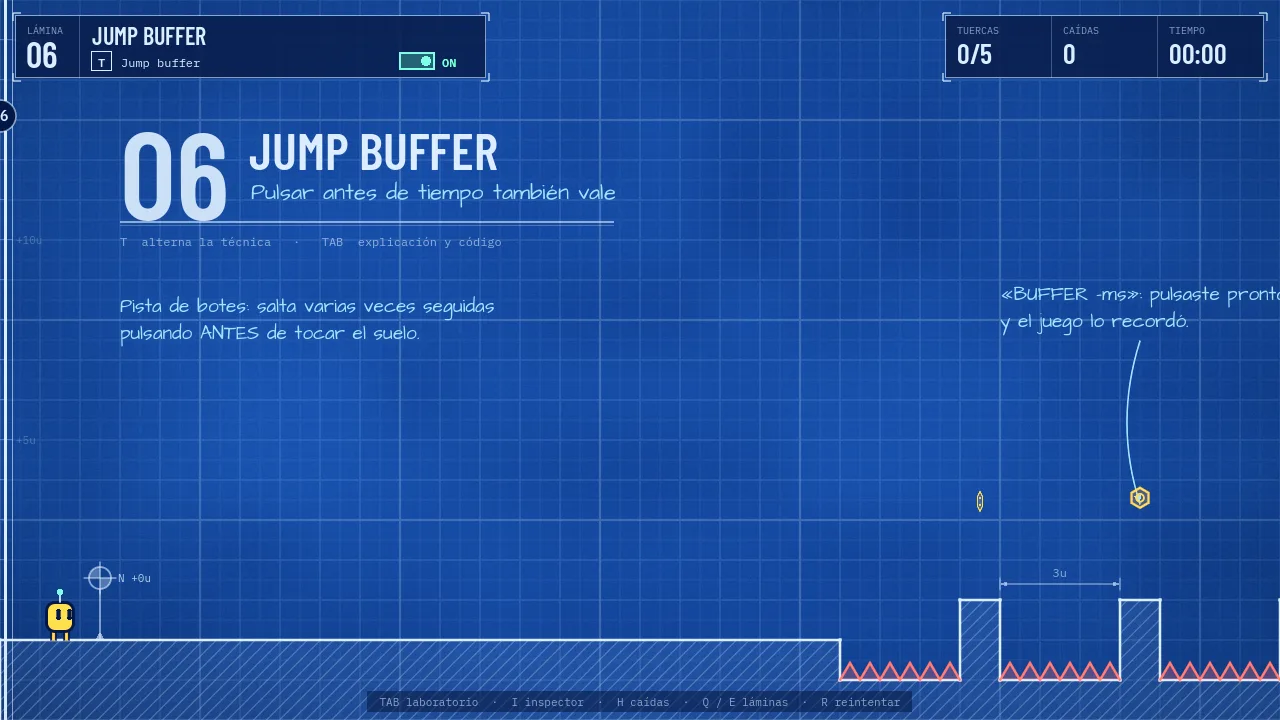 LÁMINA
06
JUMP BUFFER
T Jump buffer
ON
TUERCAS
0/5
CAÍDAS
0
TIEMPO
00:00
6
06
JUMP BUFFER
Pulsar antes de tiempo también vale
T alterna la técnica · TAB explicación y código
+10u
Pista de botes: salta varias veces seguidas
pulsando ANTES de tocar el suelo.
«BUFFER -ms»: pulsaste pronto
y el juego lo recordó.
+5u
N +0u
3u
TAB laboratorio · I inspector · H caídas · Q / E láminas · R reintentar